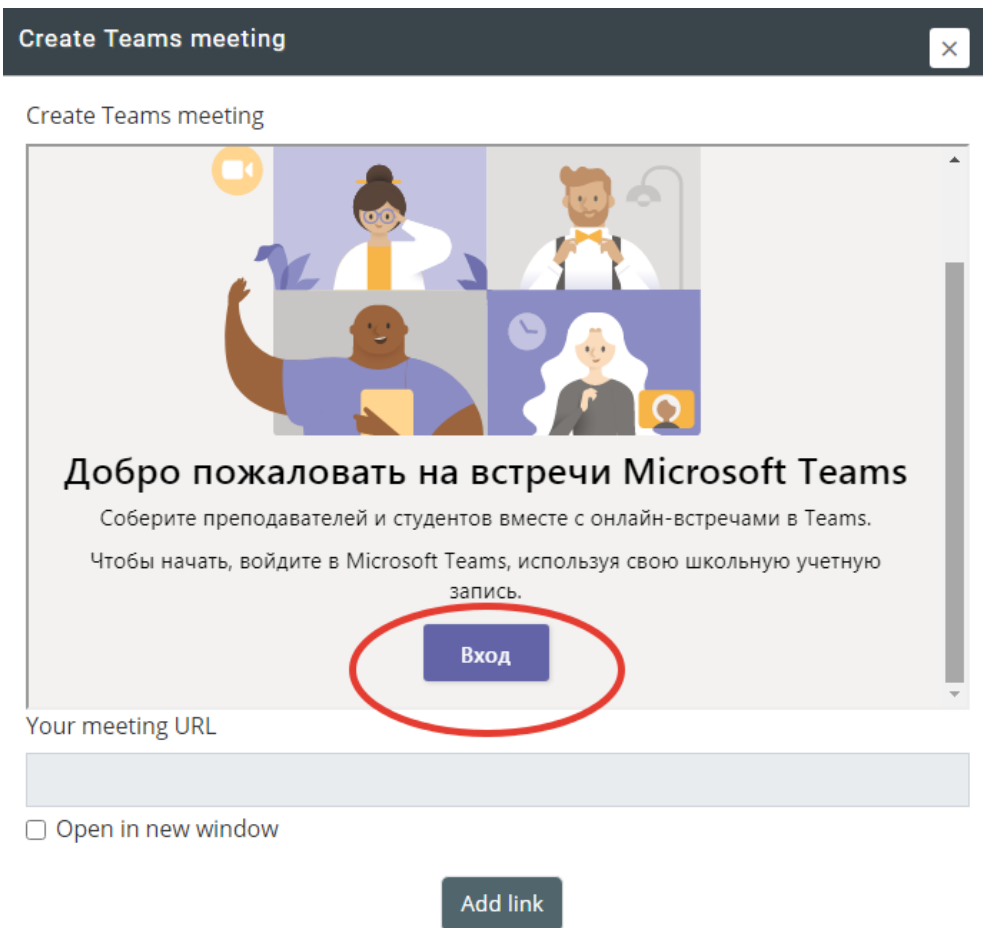 Create Teams meeting
Create Teams meeting
Добро пожаловать на встречи Microsoft Teams
Соберите преподавателей и студентов вместе с онлайн-встречами в Teams.
Чтобы начать, войдите в Microsoft Teams, используя свою школьную учетную
запись.
Вход
Your meeting URL
Open in new window
Add link